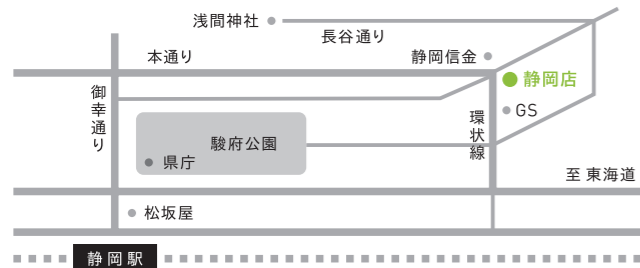 浅間神社
長谷通り
本通り
静岡信金
静岡店
御幸通り
GS
環状線
駿府公園
県庁
至 東海道
松坂屋
静岡駅